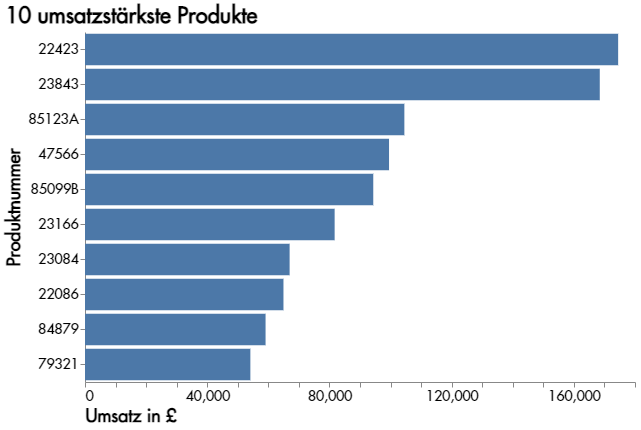 10 umsatzstärkste Produkte
Produktnummer
22423
23843
85123A
47566
85099B
23166
23084
22086
84879
79321
0 40,000 80,000 120,000 160,000
Umsatz in £